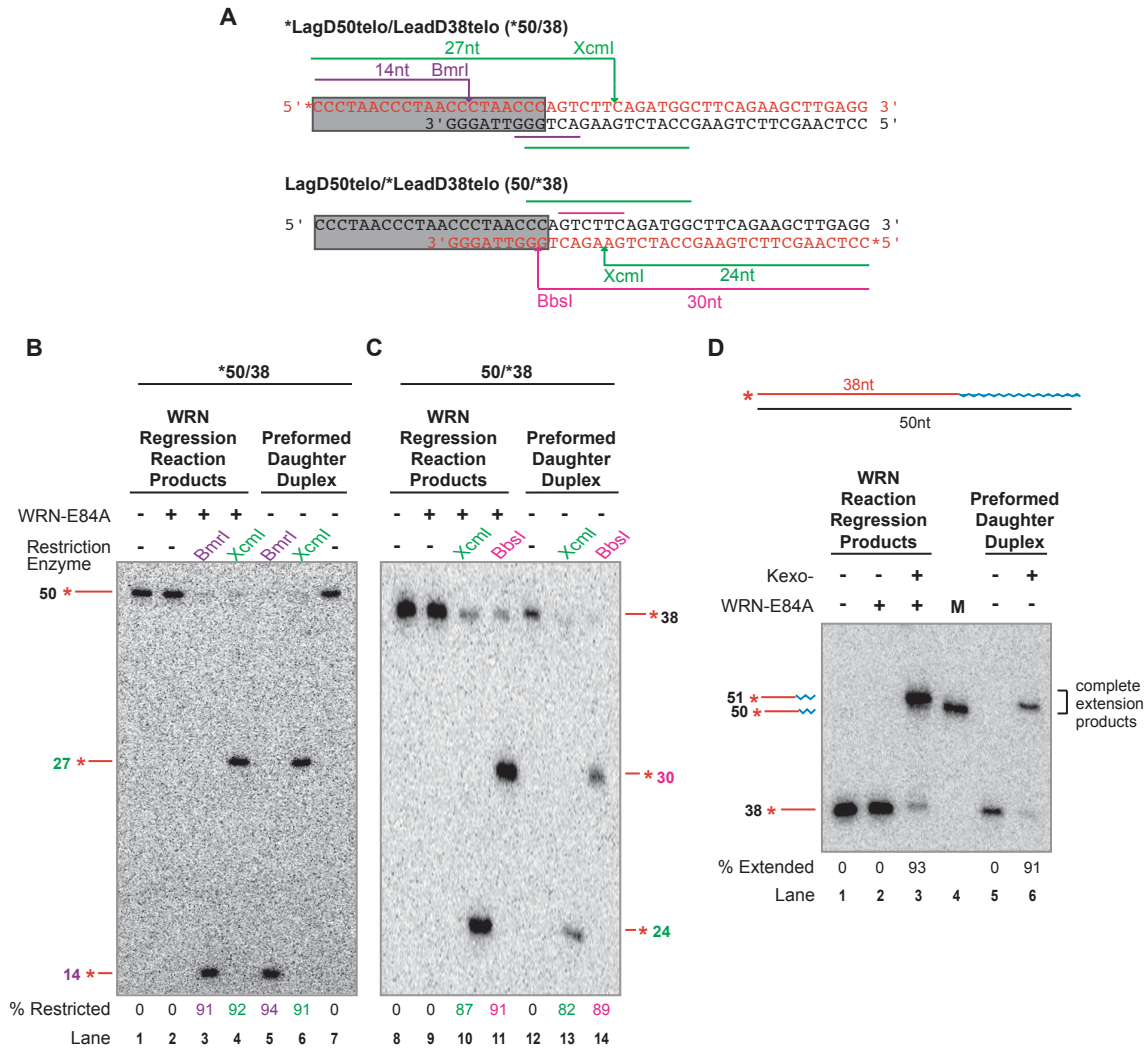 A
*LagD50telo/LeadD38telo (*50/38)
27nt XcmI
14nt BmrI
5'*CCCTAACCCTAACCCTAACCCAGTCTTCAGATGGCTTCAGAAGCTTGAGG 3'
3'GGGATTGGGTCAGAAGTCTACCGAAGTCTTCGAACTCC 5'
LagD50telo/*LeadD38telo (50/*38)
5' CCCTAACCCTAACCCTAACCCAGTCTTCAGATGGCTTCAGAAGCTTGAGG 3'
3'GGGATTGGGTCAGAAGTCTACCGAAGTCTTCGAACTCC*5'
XcmI 24nt
BbsI 30nt
B
*50/38
WRN Regression Reaction Products
Preformed Daughter Duplex
WRN-E84A - + + + - - -
Restriction Enzyme - - BmrI XcmI BmrI XcmI -
50 *
27 *
14 *
% Restricted 0 0 91 92 94 91 0
Lane 1 2 3 4 5 6 7
C
50/*38
WRN Regression Reaction Products
Preformed Daughter Duplex
- + + + - - -
- - XcmI BbsI - XcmI BbsI
* 38
* 30
* 24
0 0 87 91 0 82 89
8 9 10 11 12 13 14
D
* 38nt
50nt
WRN Reaction Regression Products
Preformed Daughter Duplex
Kexo- - - + - +
WRN-E84A - + + M - -
51 *
50 *
38 *
complete extension products
% Extended 0 0 93 0 91
Lane 1 2 3 4 5 6